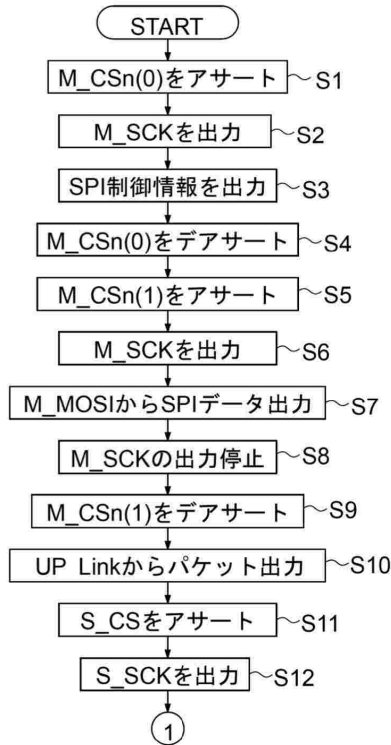 START
M_CSn(0)をアサート S1
M_SCKを出力 S2
SPI制御情報を出力 S3
M_CSn(0)をデアサート S4
M_CSn(1)をアサート S5
M_SCKを出力 S6
M_MOSIからSPIデータ出力 S7
M_SCKの出力停止 S8
M_CSn(1)をデアサート S9
UP Linkからパケット出力 S10
S_CSをアサート S11
S_SCKを出力 S12
1